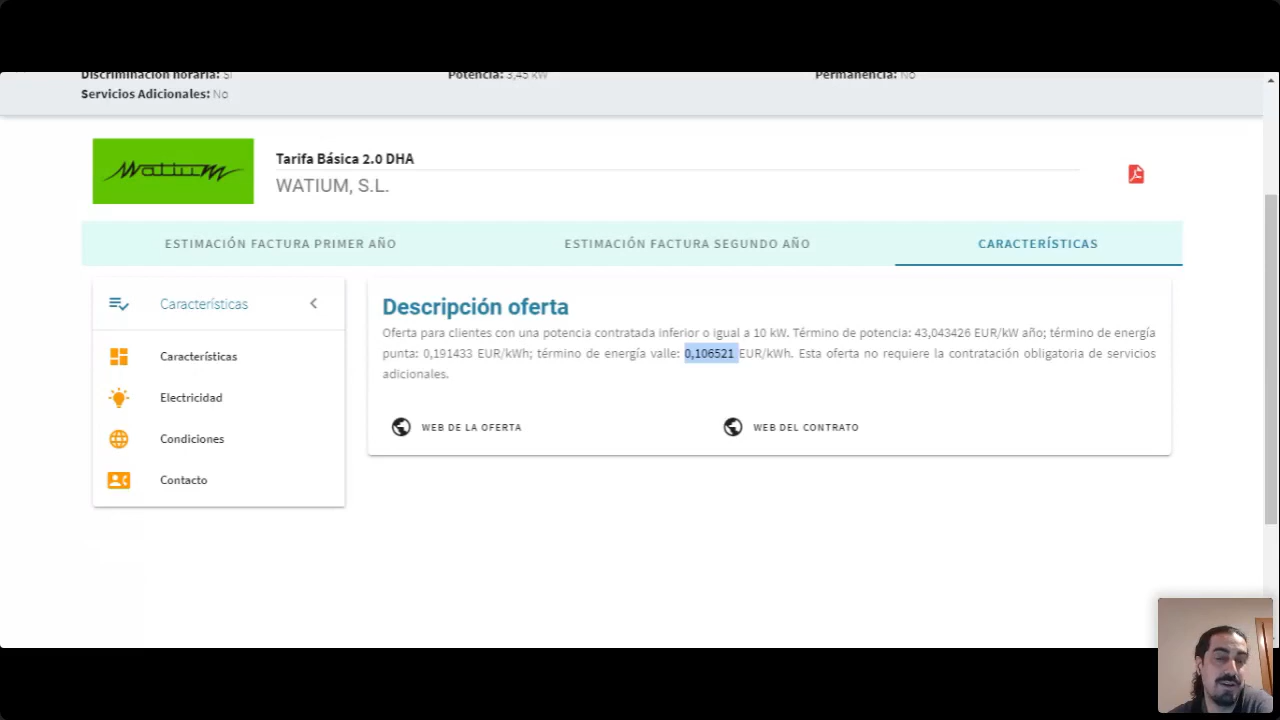 Discriminación horaria: Sí
Potencia: 3,45 kW
Permanencia: No
Servicios Adicionales: No
Watium
Tarifa Básica 2.0 DHA
WATIUM, S.L.
ESTIMACIÓN FACTURA PRIMER AÑO
ESTIMACIÓN FACTURA SEGUNDO AÑO
CARACTERÍSTICAS
Características
Características
Electricidad
Condiciones
Contacto
Descripción oferta
Oferta para clientes con una potencia contratada inferior o igual a 10 kW. Término de potencia: 43,043426 EUR/kW año; término de energía
punta: 0,191433 EUR/kWh; término de energía valle: 0,106521 EUR/kWh. Esta oferta no requiere la contratación obligatoria de servicios
adicionales.
WEB DE LA OFERTA
WEB DEL CONTRATO